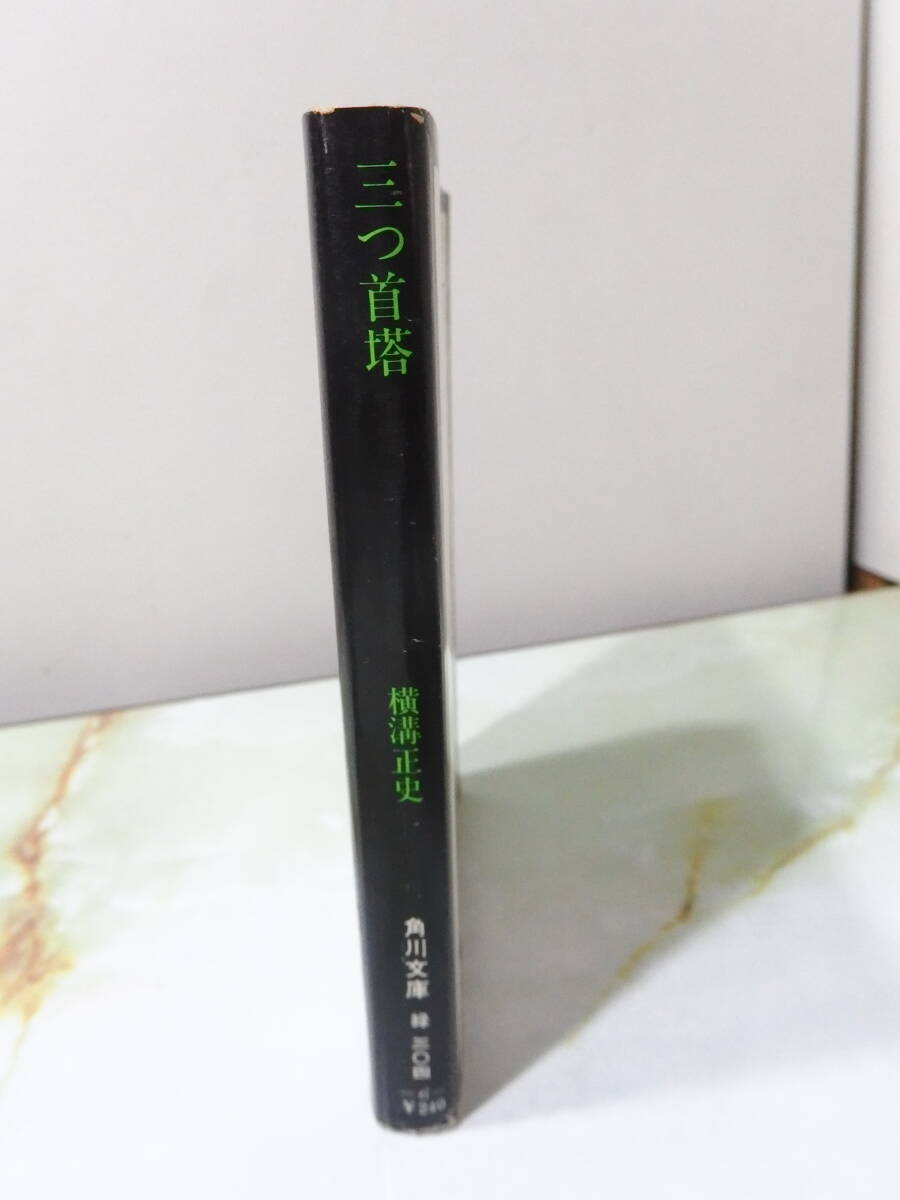 三つ首塔
横溝正史
角川文庫
緑 三〇四
¥240